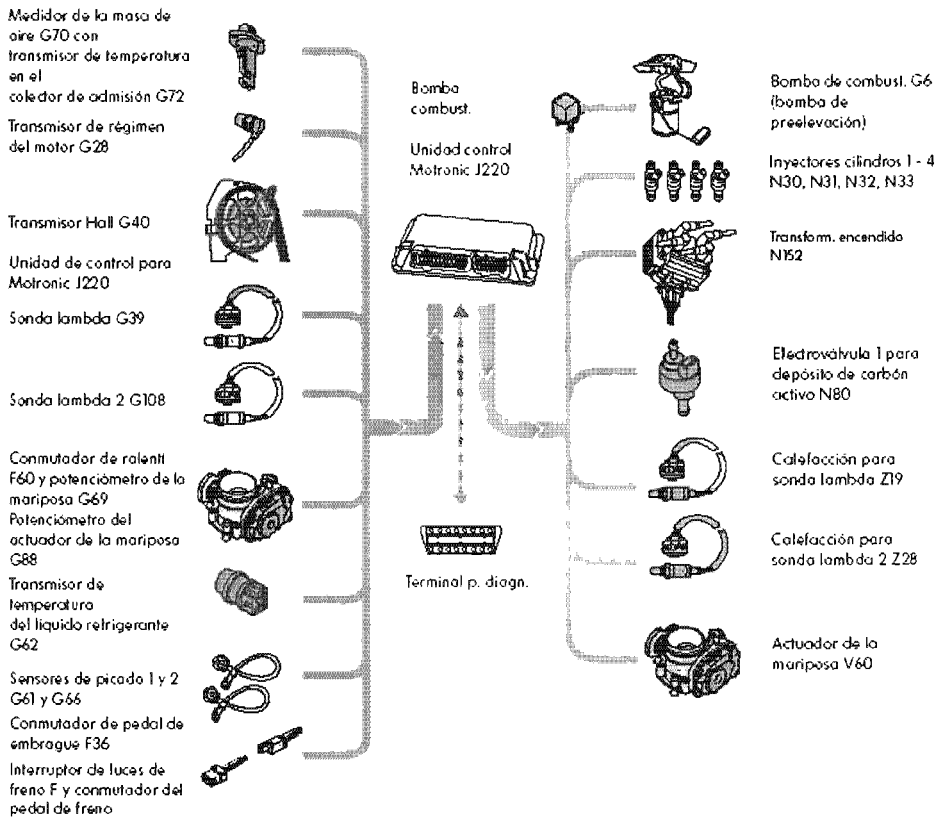 Medidor de la masa de
aire G70 con
transmisor de temperatura
en el
colector de admisión G72
Transmisor de régimen
del motor G28
Transmisor Hall G40
Unidad de control para
Motronic J220
Sonda lambda G39
Sonda lambda 2 G108
Conmutador de ralentí
F60 y potenciómetro de la
mariposa G69
Potenciómetro del
actuador de la mariposa
G88
Transmisor de
temperatura
del líquido refrigerante
G62
Sensores de picado 1 y 2
G61 y G66
Conmutador de pedal de
embrague F36
Interruptor de luces de
freno F y conmutador del
pedal de freno
Bomba
combust.
Unidad control
Motronic J220
Terminal p. diagn.
Bomba de combust. G6
(bomba de
preelevación)
Inyectores cilindros 1 - 4
N30, N31, N32, N33
Transform. encendido
N152
Electroválvula 1 para
depósito de carbón
activo N80
Calefacción para
sonda lambda Z19
Calefacción para
sonda lambda 2 Z28
Actuador de la
mariposa V60